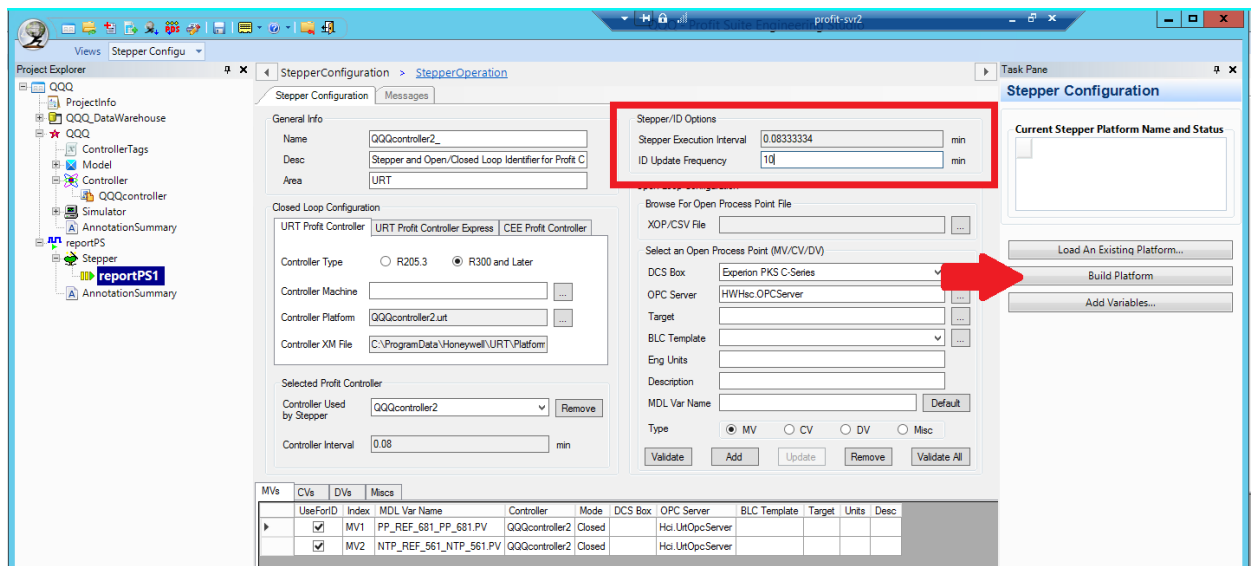 profit-svr2
QQQ - Profit Suite Engineering Studio
Views Stepper Configu
Project Explorer
QQQ
ProjectInfo
QQQ_DataWarehouse
QQQ
ControllerTags
Model
Controller
QQQcontroller
Simulator
AnnotationSummary
reportPS
Stepper
reportPS1
AnnotationSummary
StepperConfiguration > StepperOperation
Stepper Configuration Messages
General Info
Name QQQcontroller2_
Desc Stepper and Open/Closed Loop Identifier for Profit C
Area URT
Closed Loop Configuration
URT Profit Controller URT Profit Controller Express CEE Profit Controller
Controller Type R205.3 R300 and Later
Controller Machine ...
Controller Platform QQQcontroller2.urt ...
Controller XM File C:\ProgramData\Honeywell\URT\Platform
Selected Profit Controller
Controller Used by Stepper QQQcontroller2 Remove
Controller Interval 0.08 min
Stepper/ID Options
Stepper Execution Interval 0.08333334 min
ID Update Frequency 10 min
Open Loop Configuration
Browse For Open Process Point File
XOP/CSV File ...
Select an Open Process Point (MV/CV/DV)
DCS Box Experion PKS C-Series
OPC Server HWHsc.OPCServer ...
Target ...
BLC Template ...
Eng Units
Description
MDL Var Name Default
Type MV CV DV Misc
Validate Add Update Remove Validate All
MVs CVs DVs Miscs
UseForID Index MDL Var Name Controller Mode DCS Box OPC Server BLC Template Target Units Desc
MV1 PP_REF_681_PP_681.PV QQQcontroller2 Closed Hci.UrtOpcServer
MV2 NTP_REF_561_NTP_561.PV QQQcontroller2 Closed Hci.UrtOpcServer
Task Pane
Stepper Configuration
Current Stepper Platform Name and Status
Load An Existing Platform...
Build Platform
Add Variables...